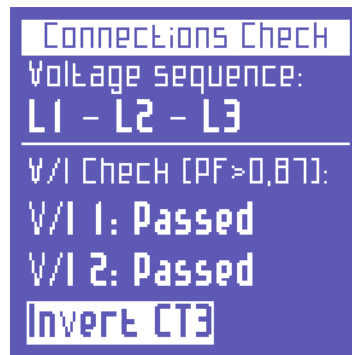 Connections Check
Voltage sequence:
L1 - L2 - L3
V/I Check [PF>0,87]:
V/I 1: Passed
V/I 2: Passed
Invert CT3